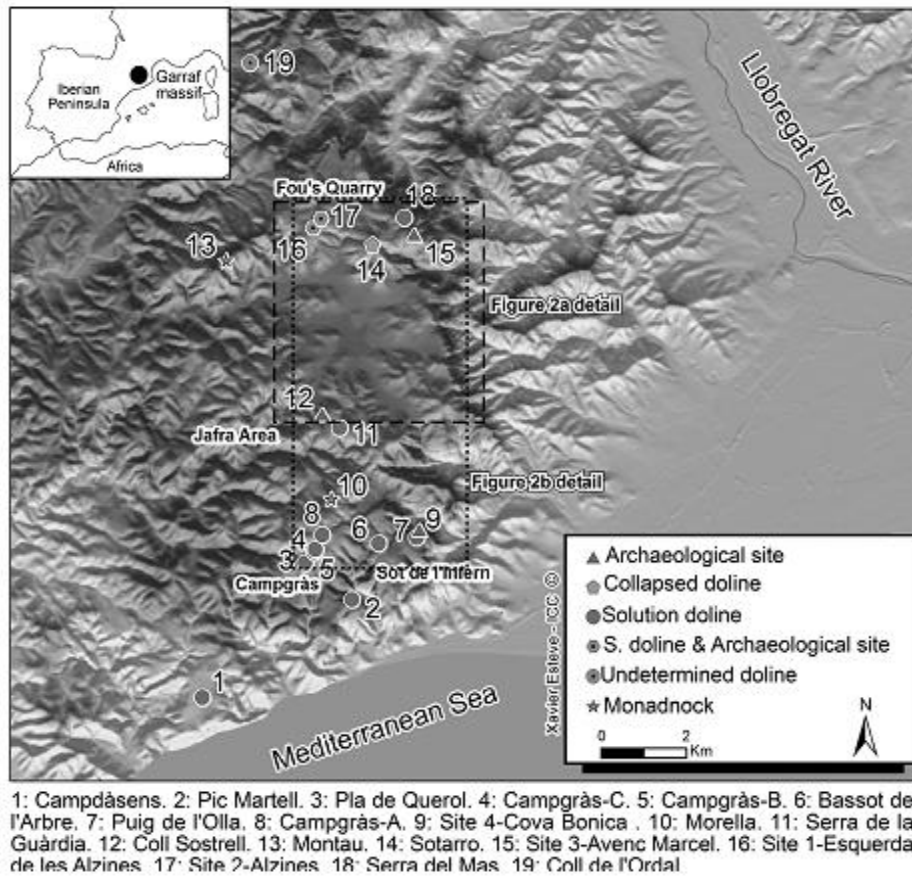 Iberian
Peninsula
Garraf
massif
Africa
19
Llobregat River
Fou's Quarry
18
17
16
15
14
13
Figure 2a detail
12
Jafra Area
11
Figure 2b detail
10
8
9
4
6
7
3
5
Campgràs
Sot de l'Infern
2
1
Mediterranean Sea
Xavier Esteve - ICC ©
Archaeological site
Collapsed doline
Solution doline
S. doline & Archaeological site
Undetermined doline
Monadnock
N
0 2
Km
1: Campdàsens. 2: Pic Martell. 3: Pla de Querol. 4: Campgràs-C. 5: Campgràs-B. 6: Bassot de
l'Arbre. 7: Puig de l'Olla. 8: Campgràs-A. 9: Site 4-Cova Bonica . 10: Morella. 11: Serra de la
Guàrdia. 12: Coll Sostrell. 13: Montau. 14: Sotarro. 15: Site 3-Avenc Marcel. 16: Site 1-Esquerda
de les Alzines. 17: Site 2-Alzines. 18: Serra del Mas. 19: Coll de l'Ordal